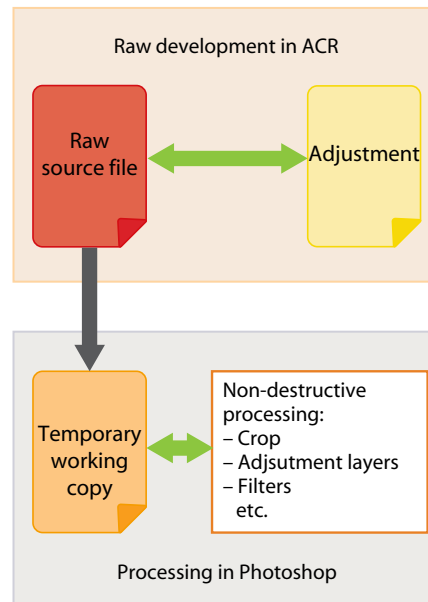 Raw development in ACR
Raw
source file
Adjustment
Temporary
working
copy
Non-destructive
processing:
– Crop
– Adjsutment layers
– Filters
etc.
Processing in Photoshop